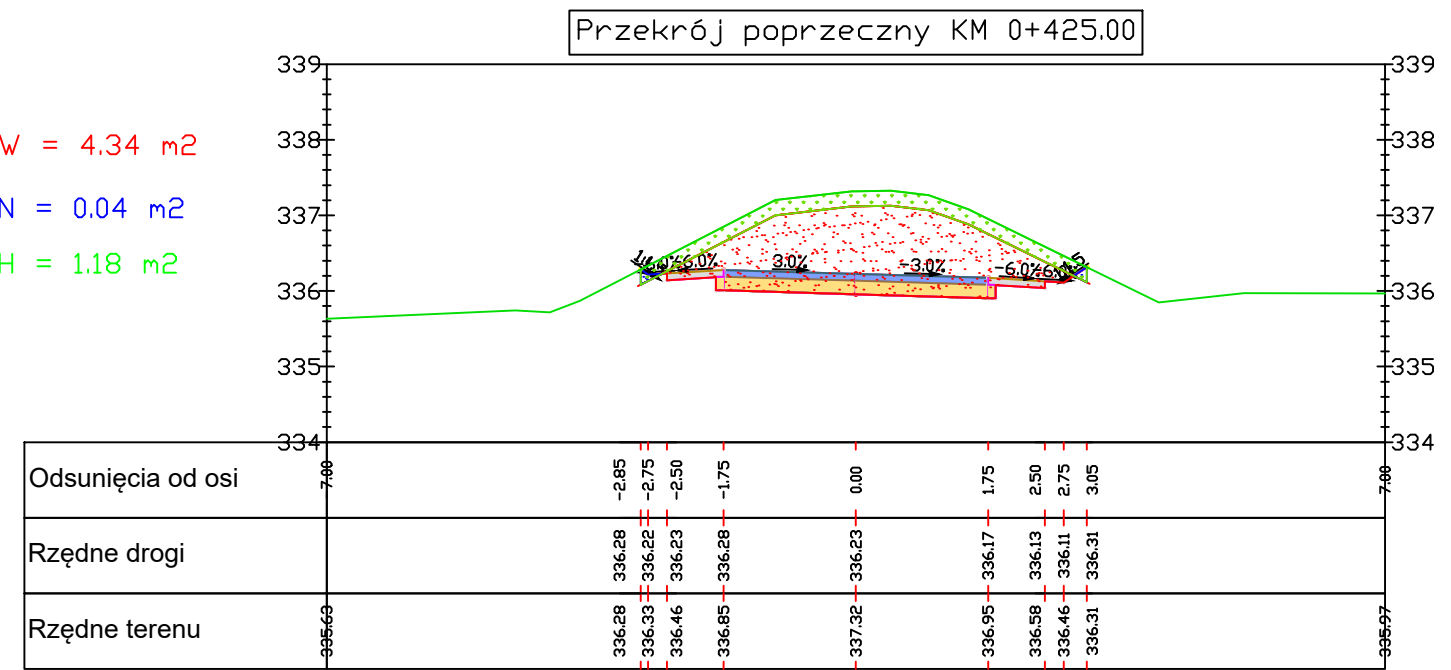 Przekrój poprzeczny KM 0+425.00
339 339
338 338
W = 4.34 m2
N = 0.04 m2
337 337
H = 1.18 m2
3.0% -3.0% -6.0%
336 336
335 335
334 334
Odsunięcia od osi 7.00 -2.85 -2.75 -2.50 -1.75 0.00 1.75 2.50 2.75 3.05 7.00
Rzędne drogi 336.28 336.22 336.23 336.28 336.23 336.17 336.13 336.11 336.31
Rzędne terenu 335.63 336.28 336.33 336.46 336.85 337.32 336.95 336.58 336.46 336.31 335.97